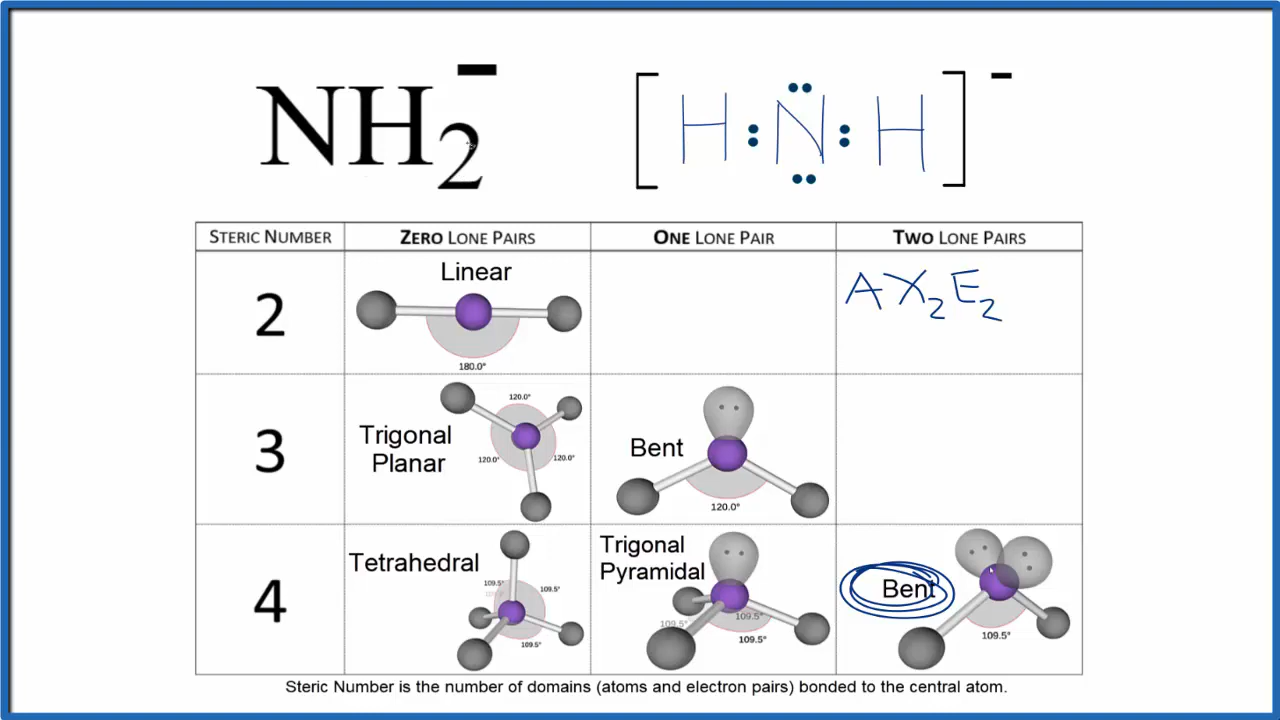 NH2−
[H:N:H]−
STERIC NUMBER ZERO LONE PAIRS ONE LONE PAIR TWO LONE PAIRS
2
Linear
180.0°
AX2E2
3
Trigonal
Planar
120.0°
120.0°
120.0°
Bent
120.0°
4
Tetrahedral
109.5°
109.5°
109.5°
Trigonal
Pyramidal
109.5°
109.5°
109.5°
Bent
109.5°
Steric Number is the number of domains (atoms and electron pairs) bonded to the central atom.